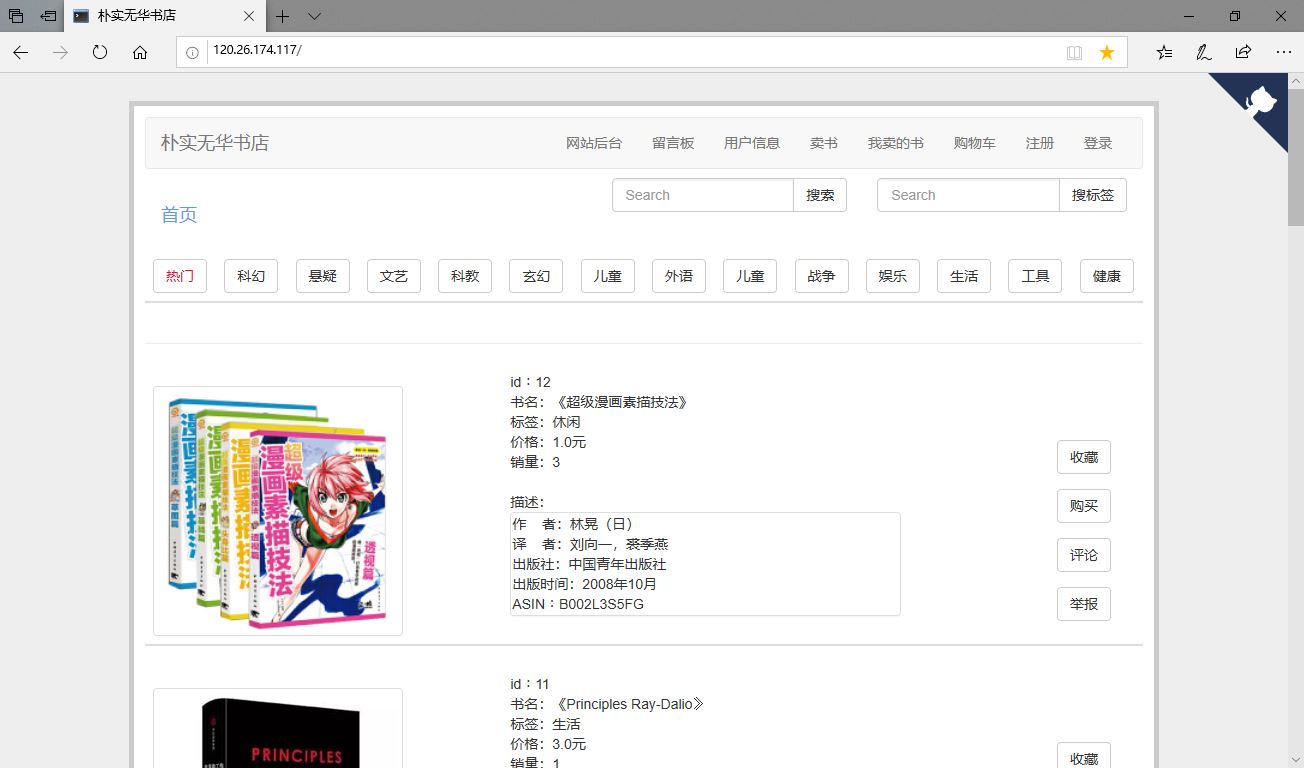 朴实无华书店
120.26.174.117/
朴实无华书店 网站后台 留言板 用户信息 卖书 我卖的书 购物车 注册 登录
首页 Search 搜索 Search 搜标签
热门 科幻 悬疑 文艺 科教 玄幻 儿童 外语 儿童 战争 娱乐 生活 工具 健康
id：12
书名：《超级漫画素描技法》
标签：休闲
价格：1.0元
销量：3
描述：
作 者：林晃（日）
译 者：刘向一，裘季燕
出版社：中国青年出版社
出版时间：2008年10月
ASIN：B002L3S5FG
收藏
购买
评论
举报
超级
漫画素描技法
透视篇
id：11
书名：《Principles Ray-Dalio》
标签：生活
价格：3.0元
销量：1
收藏
PRINCIPLES